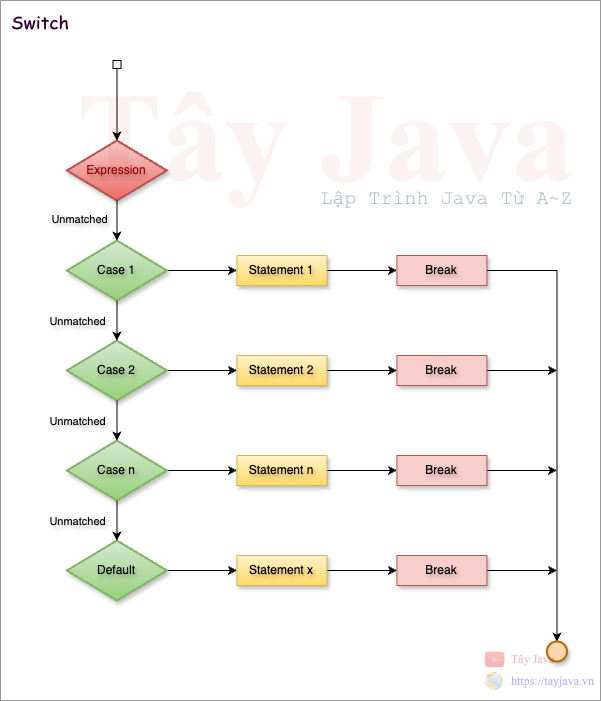 Switch
Tây Java
Lập Trình Java Từ A~Z
Expression
Unmatched
Case 1
Statement 1
Break
Unmatched
Case 2
Statement 2
Break
Unmatched
Case n
Statement n
Break
Unmatched
Default
Statement x
Break
Tây Java
https://tayjava.vn